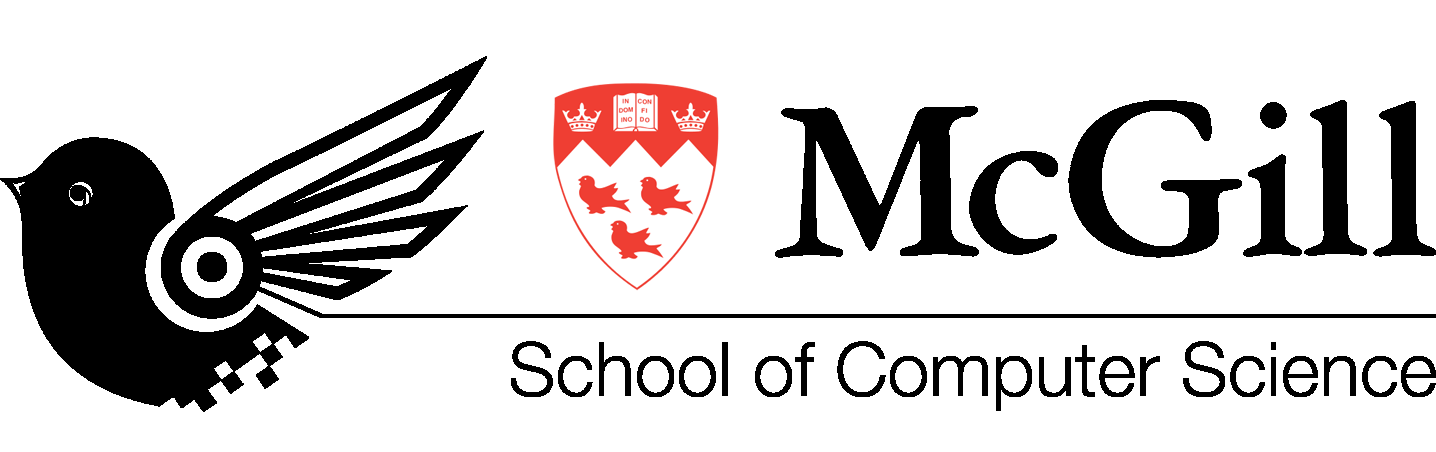 IN CON
DOM FI
INO DO
McGill
School of Computer Science